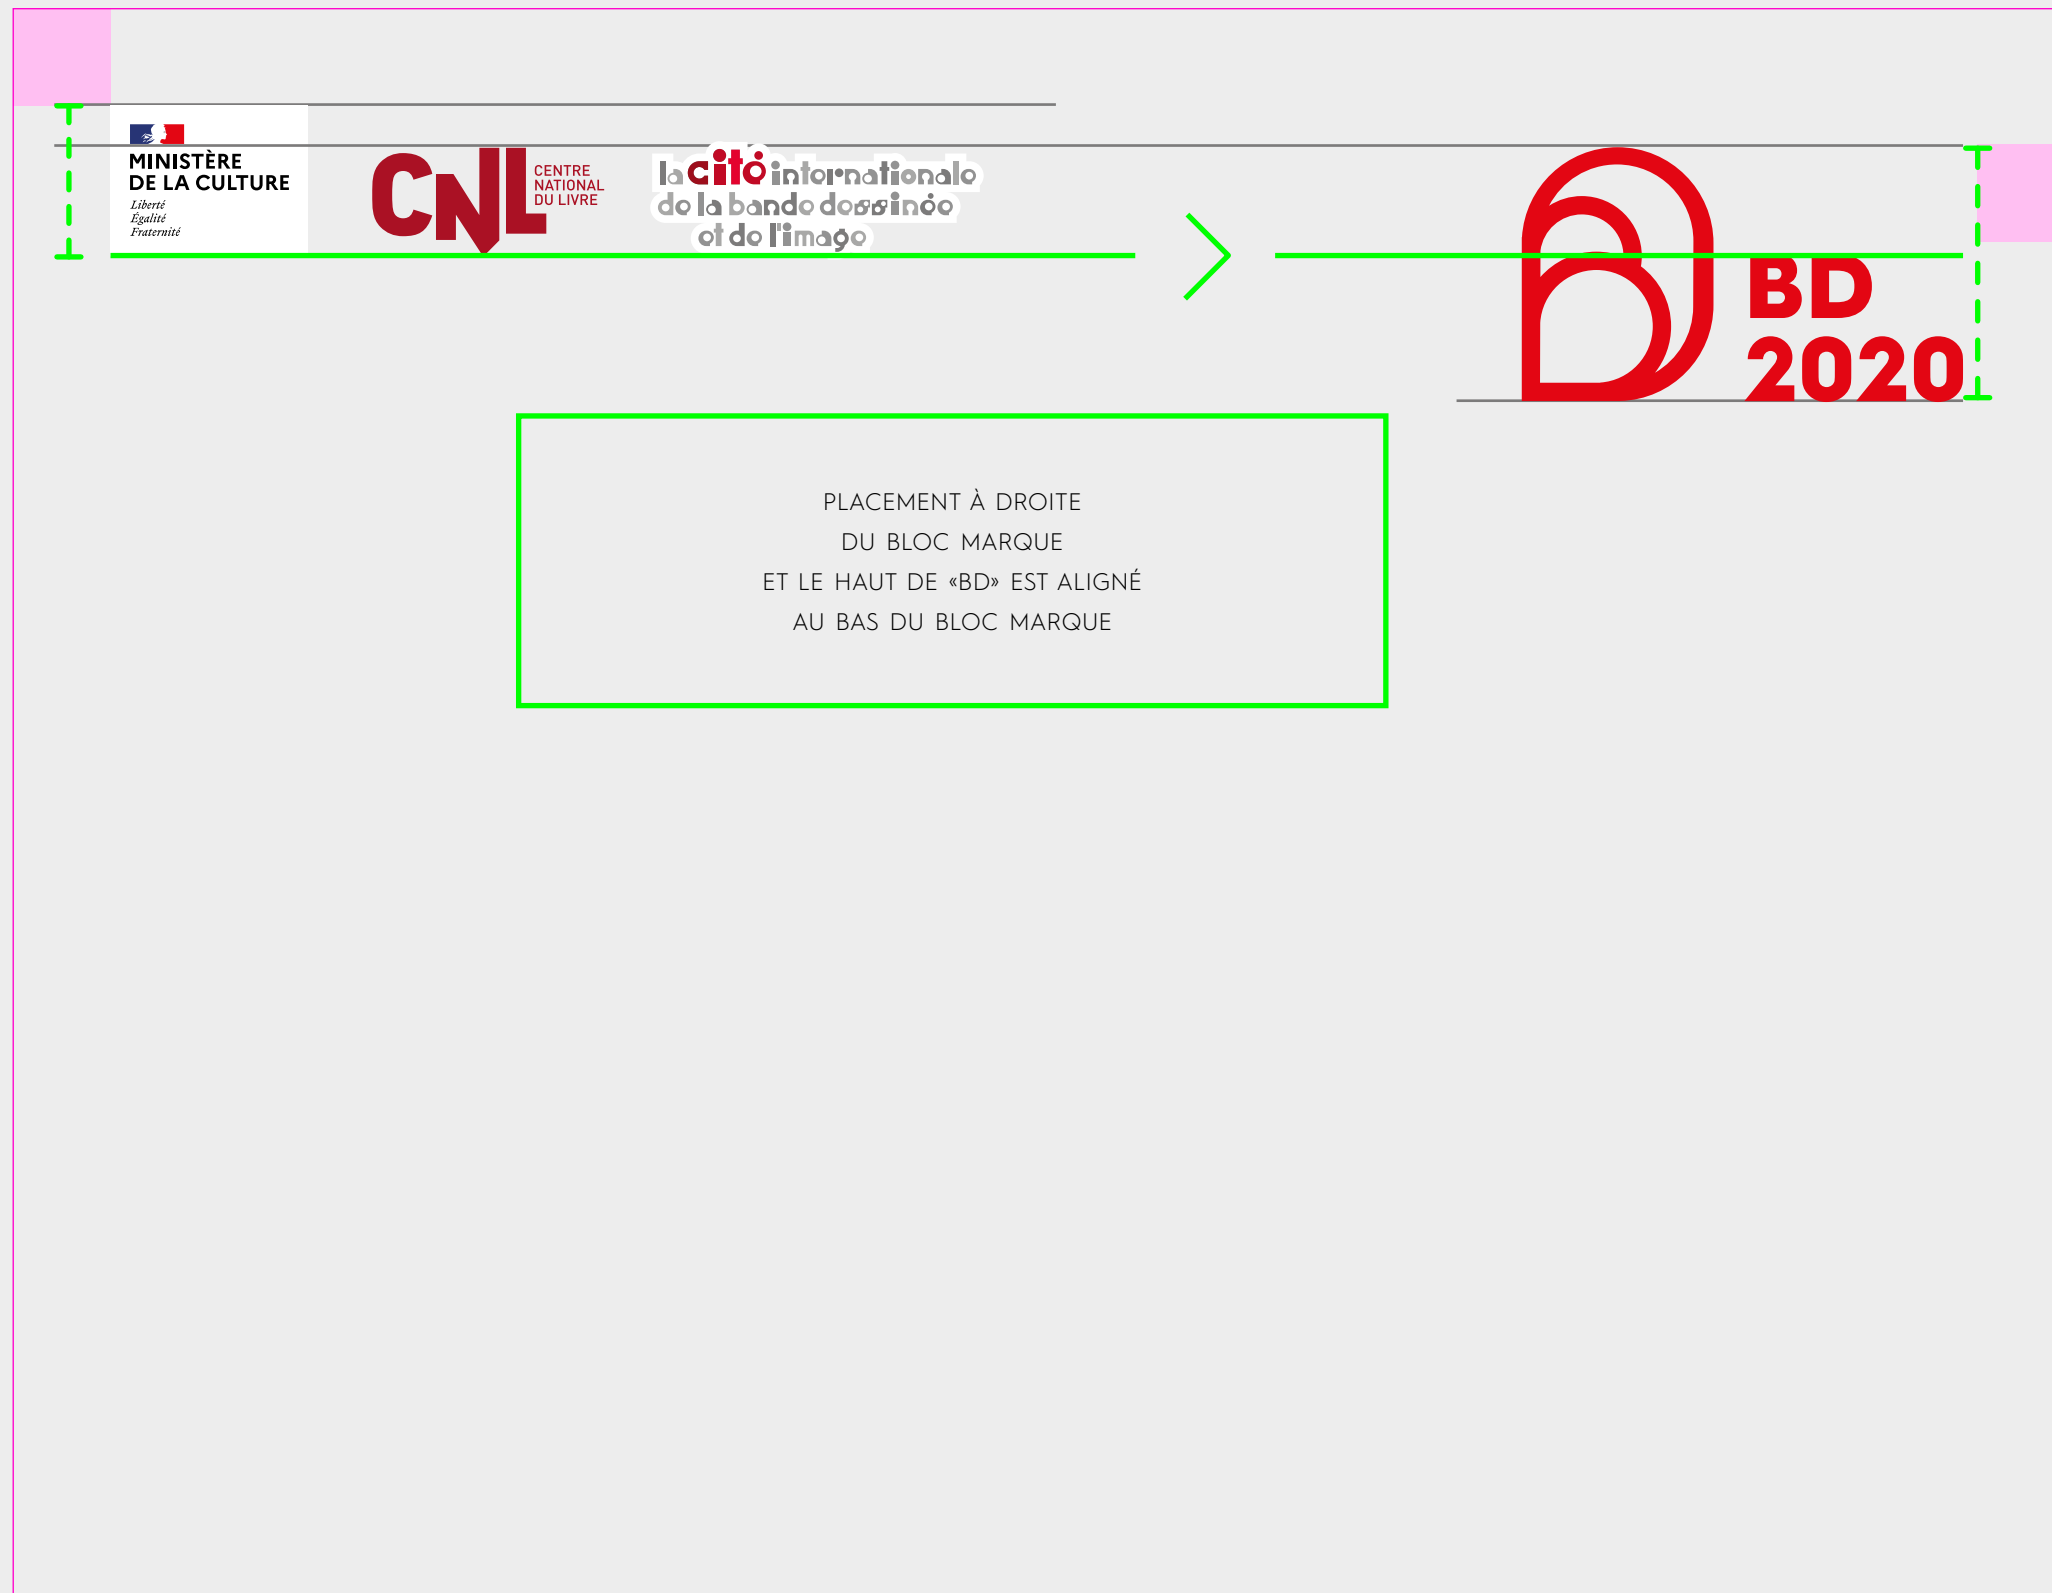 MINISTÈRE
DE LA CULTURE
Liberté
Égalité
Fraternité
CNL
CENTRE
NATIONAL
DU LIVRE
la cité internationale
de la bande dessinée
et de l'image
BD
2020
PLACEMENT À DROITE
DU BLOC MARQUE
ET LE HAUT DE «BD» EST ALIGNÉ
AU BAS DU BLOC MARQUE